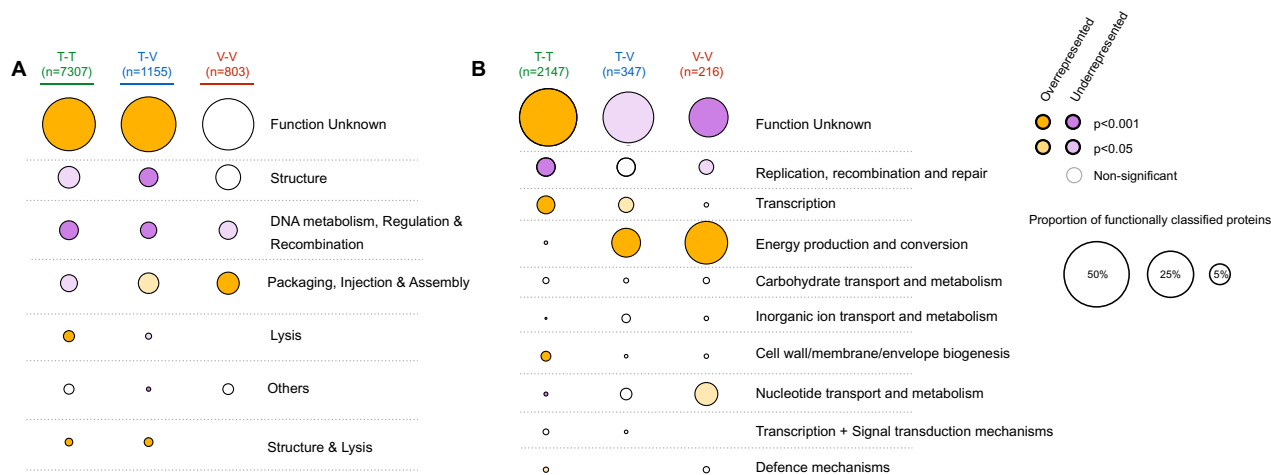 A
T-T
(n=7307)
T-V
(n=1155)
V-V
(n=803)
Function Unknown
Structure
DNA metabolism, Regulation &
Recombination
Packaging, Injection & Assembly
Lysis
Others
Structure & Lysis
B
T-T
(n=2147)
T-V
(n=347)
V-V
(n=216)
Function Unknown
Replication, recombination and repair
Transcription
Energy production and conversion
Carbohydrate transport and metabolism
Inorganic ion transport and metabolism
Cell wall/membrane/envelope biogenesis
Nucleotide transport and metabolism
Transcription + Signal transduction mechanisms
Defence mechanisms
Overrepresented
Underrepresented
p<0.001
p<0.05
Non-significant
Proportion of functionally classified proteins
50%
25%
5%